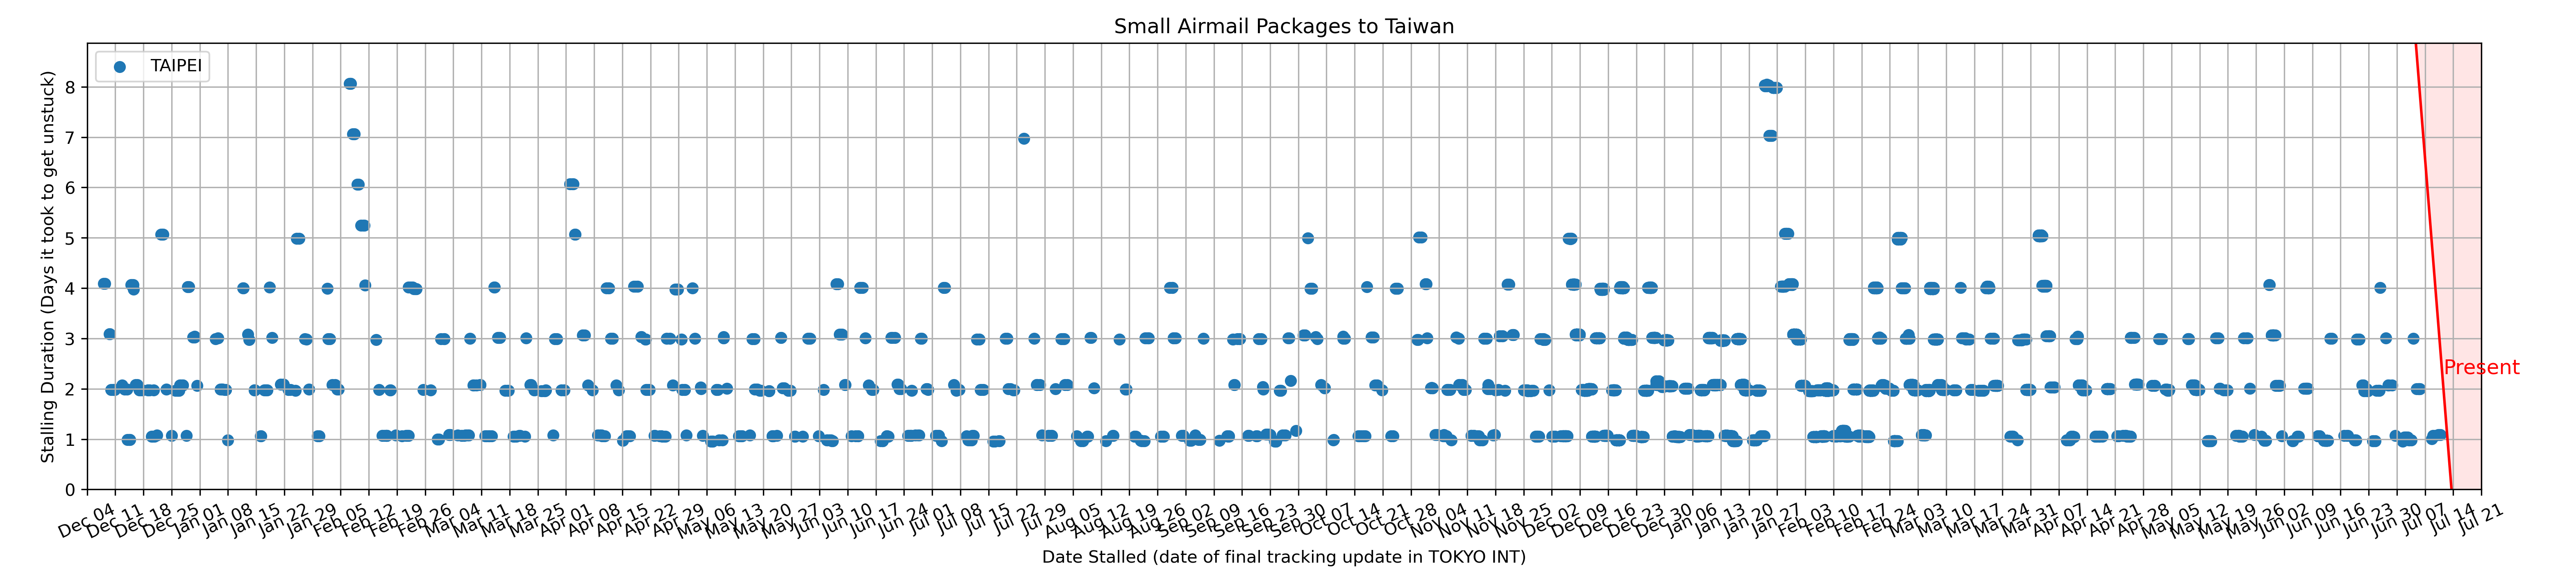 Small Airmail Packages to Taiwan
TAIPEI
Stalling Duration (Days it took to get unstuck)
8
7
6
5
4
3
2
1
0
Present
Dec 04
Dec 11
Dec 18
Dec 25
Jan 01
Jan 08
Jan 15
Jan 22
Jan 29
Feb 05
Feb 12
Feb 19
Feb 26
Mar 04
Mar 11
Mar 18
Mar 25
Apr 01
Apr 08
Apr 15
Apr 22
Apr 29
May 06
May 13
May 20
May 27
Jun 03
Jun 10
Jun 17
Jun 24
Jul 01
Jul 08
Jul 15
Jul 22
Jul 29
Aug 05
Aug 12
Aug 19
Aug 26
Sep 02
Sep 09
Sep 16
Sep 23
Sep 30
Oct 07
Oct 14
Oct 21
Oct 28
Nov 04
Nov 11
Nov 18
Nov 25
Dec 02
Dec 09
Dec 16
Dec 23
Dec 30
Jan 06
Jan 13
Jan 20
Jan 27
Feb 03
Feb 10
Feb 17
Feb 24
Mar 03
Mar 10
Mar 17
Mar 24
Mar 31
Apr 07
Apr 14
Apr 21
Apr 28
May 05
May 12
May 19
May 26
Jun 02
Jun 09
Jun 16
Jun 23
Jun 30
Jul 07
Jul 14
Jul 21
Date Stalled (date of final tracking update in TOKYO INT)